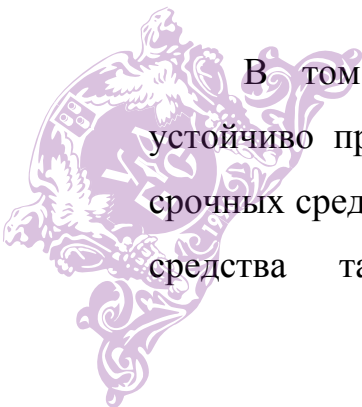 В том
устойчиво пр
срочных сред
средства та